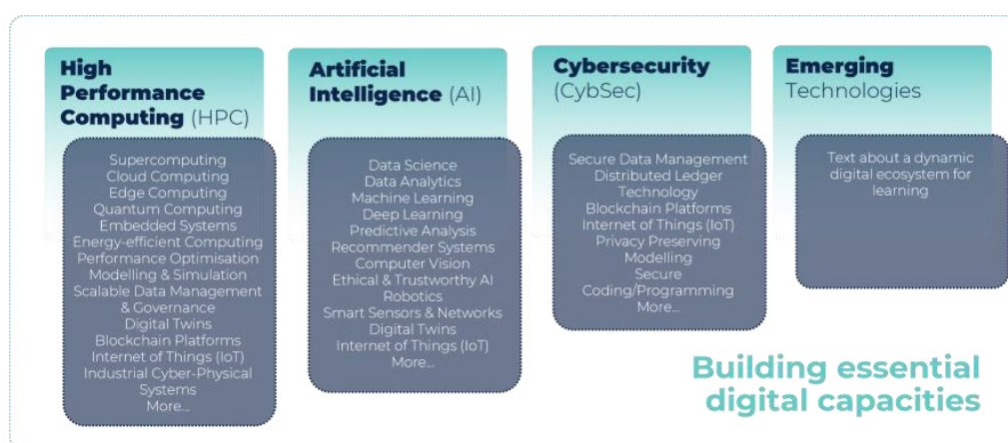 High
Performance
Computing (HPC)
Supercomputing
Cloud Computing
Edge Computing
Quantum Computing
Embedded Systems
Energy-efficient Computing
Performance Optimisation
Modelling & Simulation
Scalable Data Management
& Governance
Digital Twins
Blockchain Platforms
Internet of Things (IoT)
Industrial Cyber-Physical
Systems
More...
Artificial
Intelligence (AI)
Data Science
Data Analytics
Machine Learning
Deep Learning
Predictive Analysis
Recommender Systems
Computer Vision
Ethical & Trustworthy AI
Robotics
Smart Sensors & Networks
Digital Twins
Internet of Things (IoT)
More...
Cybersecurity
(CybSec)
Secure Data Management
Distributed Ledger
Technology
Blockchain Platforms
Internet of Things (IoT)
Privacy Preserving
Modelling
Secure
Coding/Programming
More...
Emerging
Technologies
Text about a dynamic
digital ecosystem for
learning
Building essential
digital capacities